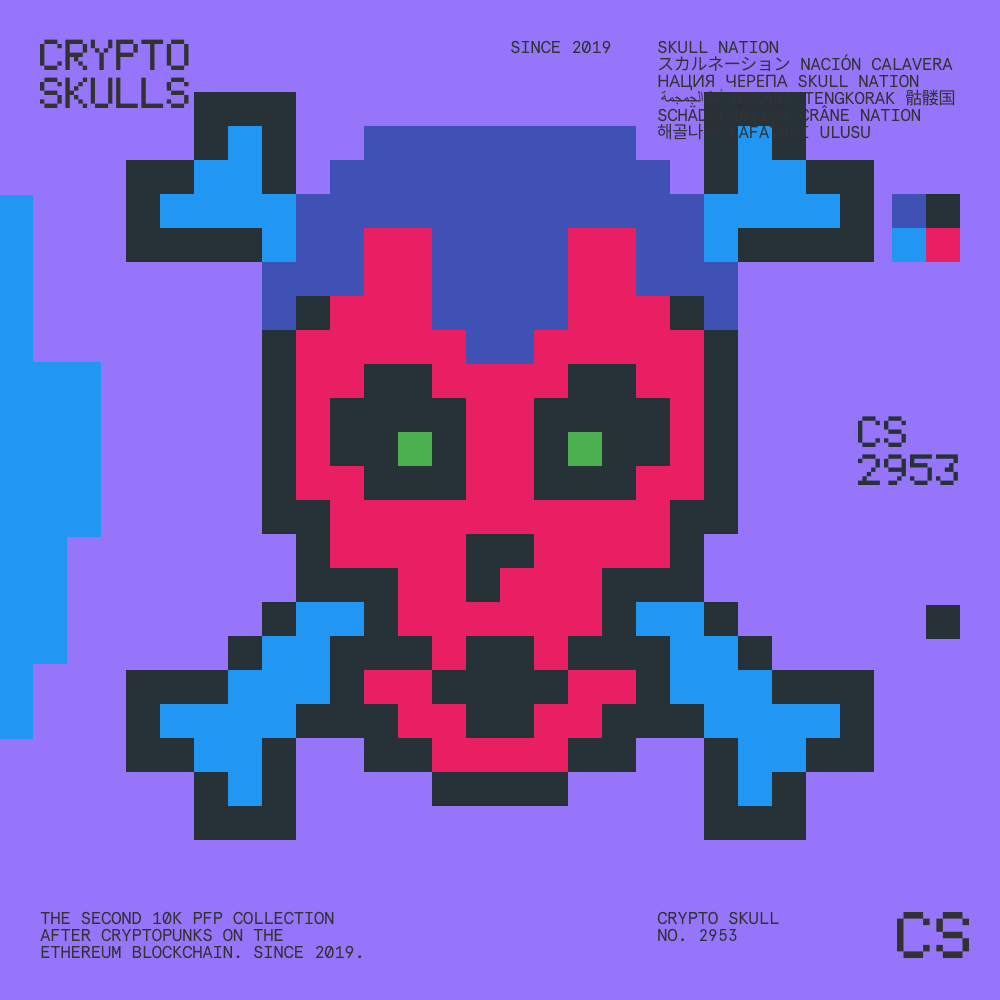 CRYPTO
SKULLS
SINCE 2019
SKULL NATION
スカルネーション NACIÓN CALAVERA
НАЦИЯ ЧЕРЕПА SKULL NATION
الجمجمة TENGKORAK 骷髅国
CRÂNE NATION
해골 ULUSU
CS
2953
THE SECOND 10K PFP COLLECTION
AFTER CRYPTOPUNKS ON THE
ETHEREUM BLOCKCHAIN. SINCE 2019.
CRYPTO SKULL
NO. 2953
CS